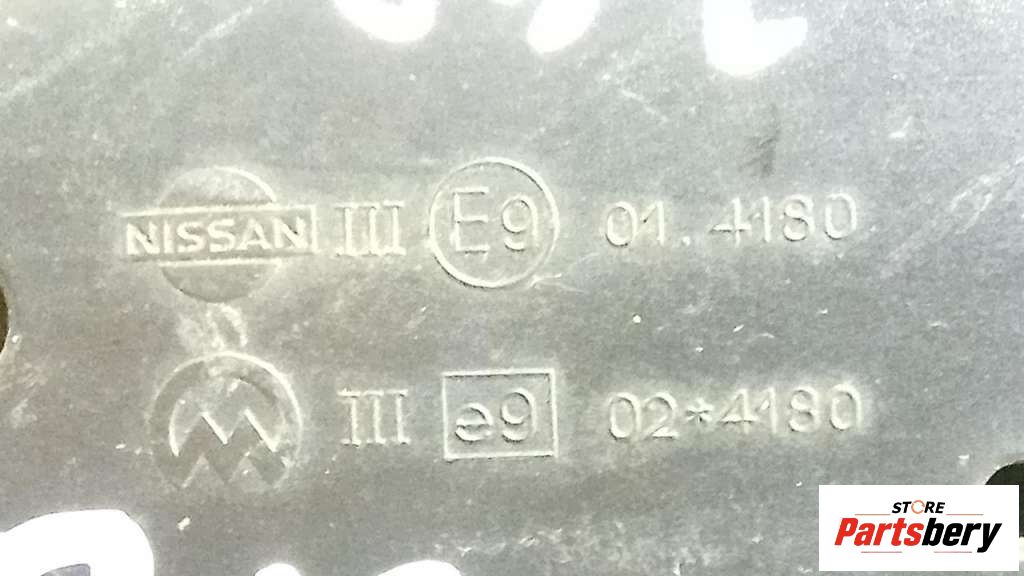 NISSAN III E9 01.4180
III e9 02*4180
STORE
Partsbery